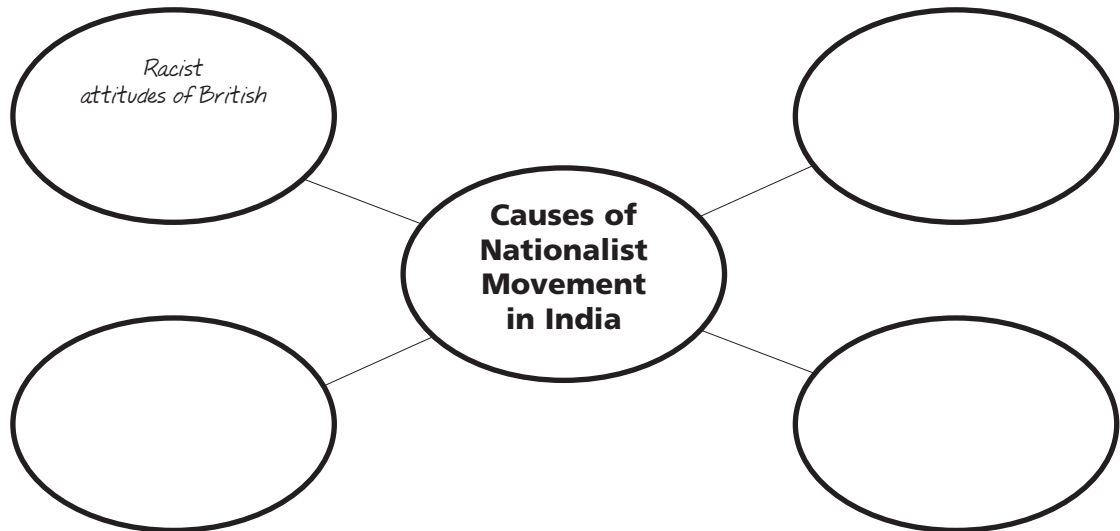 Racist
attitudes of British
Causes of
Nationalist
Movement
in India